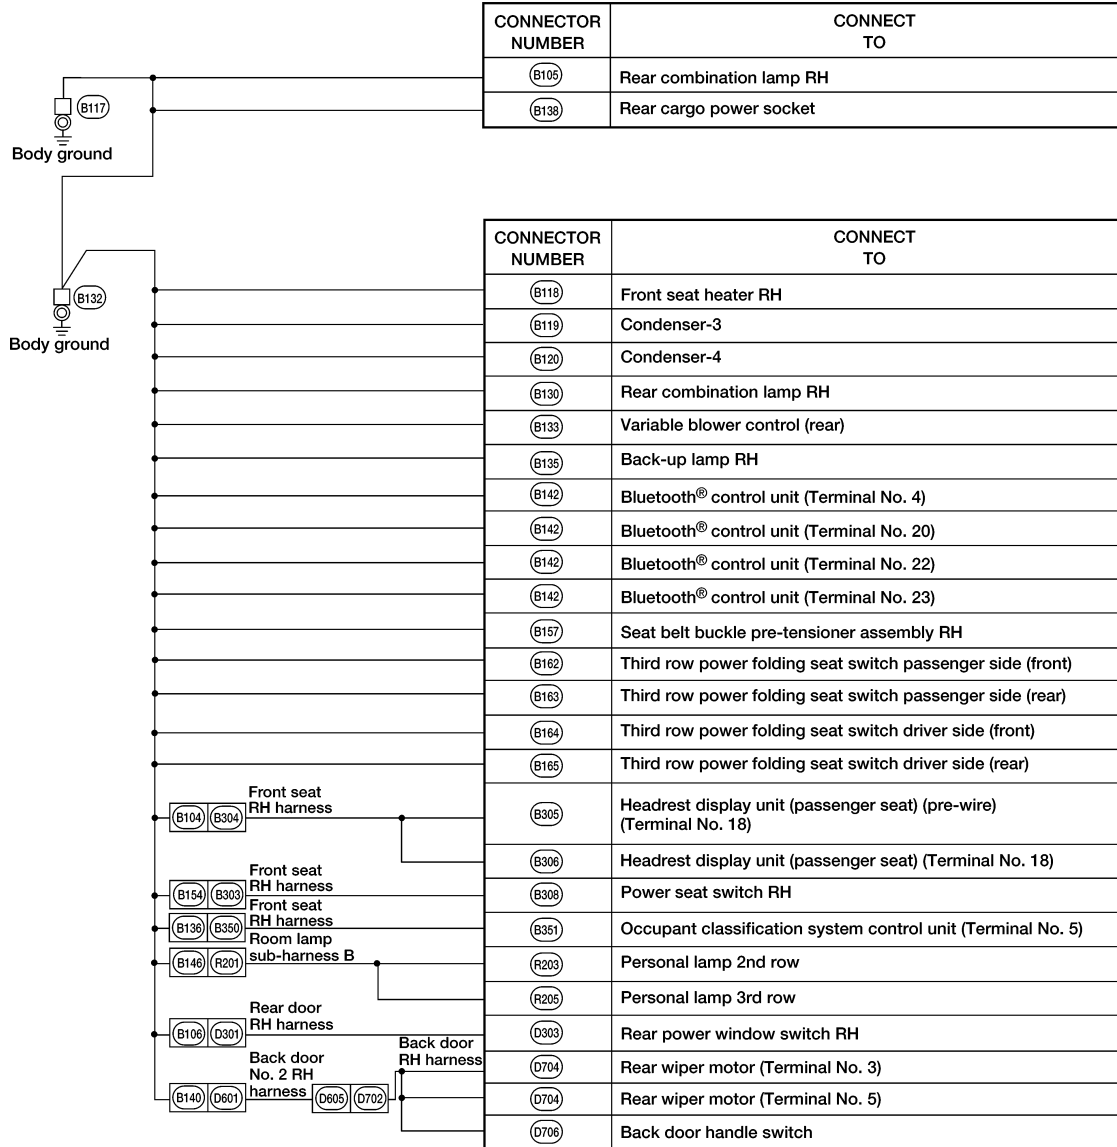 CONNECTOR NUMBER
CONNECT TO
B105 Rear combination lamp RH
B117
B138 Rear cargo power socket
Body ground
CONNECTOR NUMBER
CONNECT TO
B132
Body ground
B118 Front seat heater RH
B119 Condenser-3
B120 Condenser-4
B130 Rear combination lamp RH
B133 Variable blower control (rear)
B135 Back-up lamp RH
B142 Bluetooth® control unit (Terminal No. 4)
B142 Bluetooth® control unit (Terminal No. 20)
B142 Bluetooth® control unit (Terminal No. 22)
B142 Bluetooth® control unit (Terminal No. 23)
B157 Seat belt buckle pre-tensioner assembly RH
B162 Third row power folding seat switch passenger side (front)
B163 Third row power folding seat switch passenger side (rear)
B164 Third row power folding seat switch driver side (front)
B165 Third row power folding seat switch driver side (rear)
Front seat
RH harness
B104 B304
B305 Headrest display unit (passenger seat) (pre-wire)
(Terminal No. 18)
B306 Headrest display unit (passenger seat) (Terminal No. 18)
Front seat
RH harness
B154 B303
B308 Power seat switch RH
Front seat
RH harness
B136 B350
B351 Occupant classification system control unit (Terminal No. 5)
Room lamp
sub-harness B
B146 R201
R203 Personal lamp 2nd row
R205 Personal lamp 3rd row
Rear door
RH harness
B106 D301
D303 Rear power window switch RH
Back door
No. 2 RH
harness
B140 D601
D605 D702
Back door
RH harness
D704 Rear wiper motor (Terminal No. 3)
D704 Rear wiper motor (Terminal No. 5)
D706 Back door handle switch